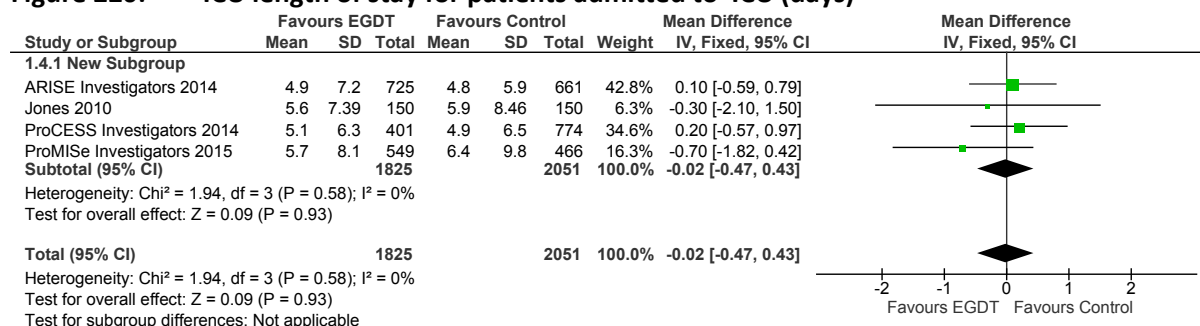 ICU length of stay for patients admitted to ICU (days)
Favours EGDT Favours Control Mean Difference Mean Difference
Study or Subgroup Mean SD Total Mean SD Total Weight IV, Fixed, 95% CI IV, Fixed, 95% CI
1.4.1 New Subgroup
ARISE Investigators 2014 4.9 7.2 725 4.8 5.9 661 42.8% 0.10 [-0.59, 0.79]
Jones 2010 5.6 7.39 150 5.9 8.46 150 6.3% -0.30 [-2.10, 1.50]
ProCESS Investigators 2014 5.1 6.3 401 4.9 6.5 774 34.6% 0.20 [-0.57, 0.97]
ProMISe Investigators 2015 5.7 8.1 549 6.4 9.8 466 16.3% -0.70 [-1.82, 0.42]
Subtotal (95% CI) 1825 2051 100.0% -0.02 [-0.47, 0.43]
Heterogeneity: Chi² = 1.94, df = 3 (P = 0.58); I² = 0%
Test for overall effect: Z = 0.09 (P = 0.93)
Total (95% CI) 1825 2051 100.0% -0.02 [-0.47, 0.43]
Heterogeneity: Chi² = 1.94, df = 3 (P = 0.58); I² = 0%
Test for overall effect: Z = 0.09 (P = 0.93)
Test for subgroup differences: Not applicable
-2 -1 0 1 2
Favours EGDT Favours Control